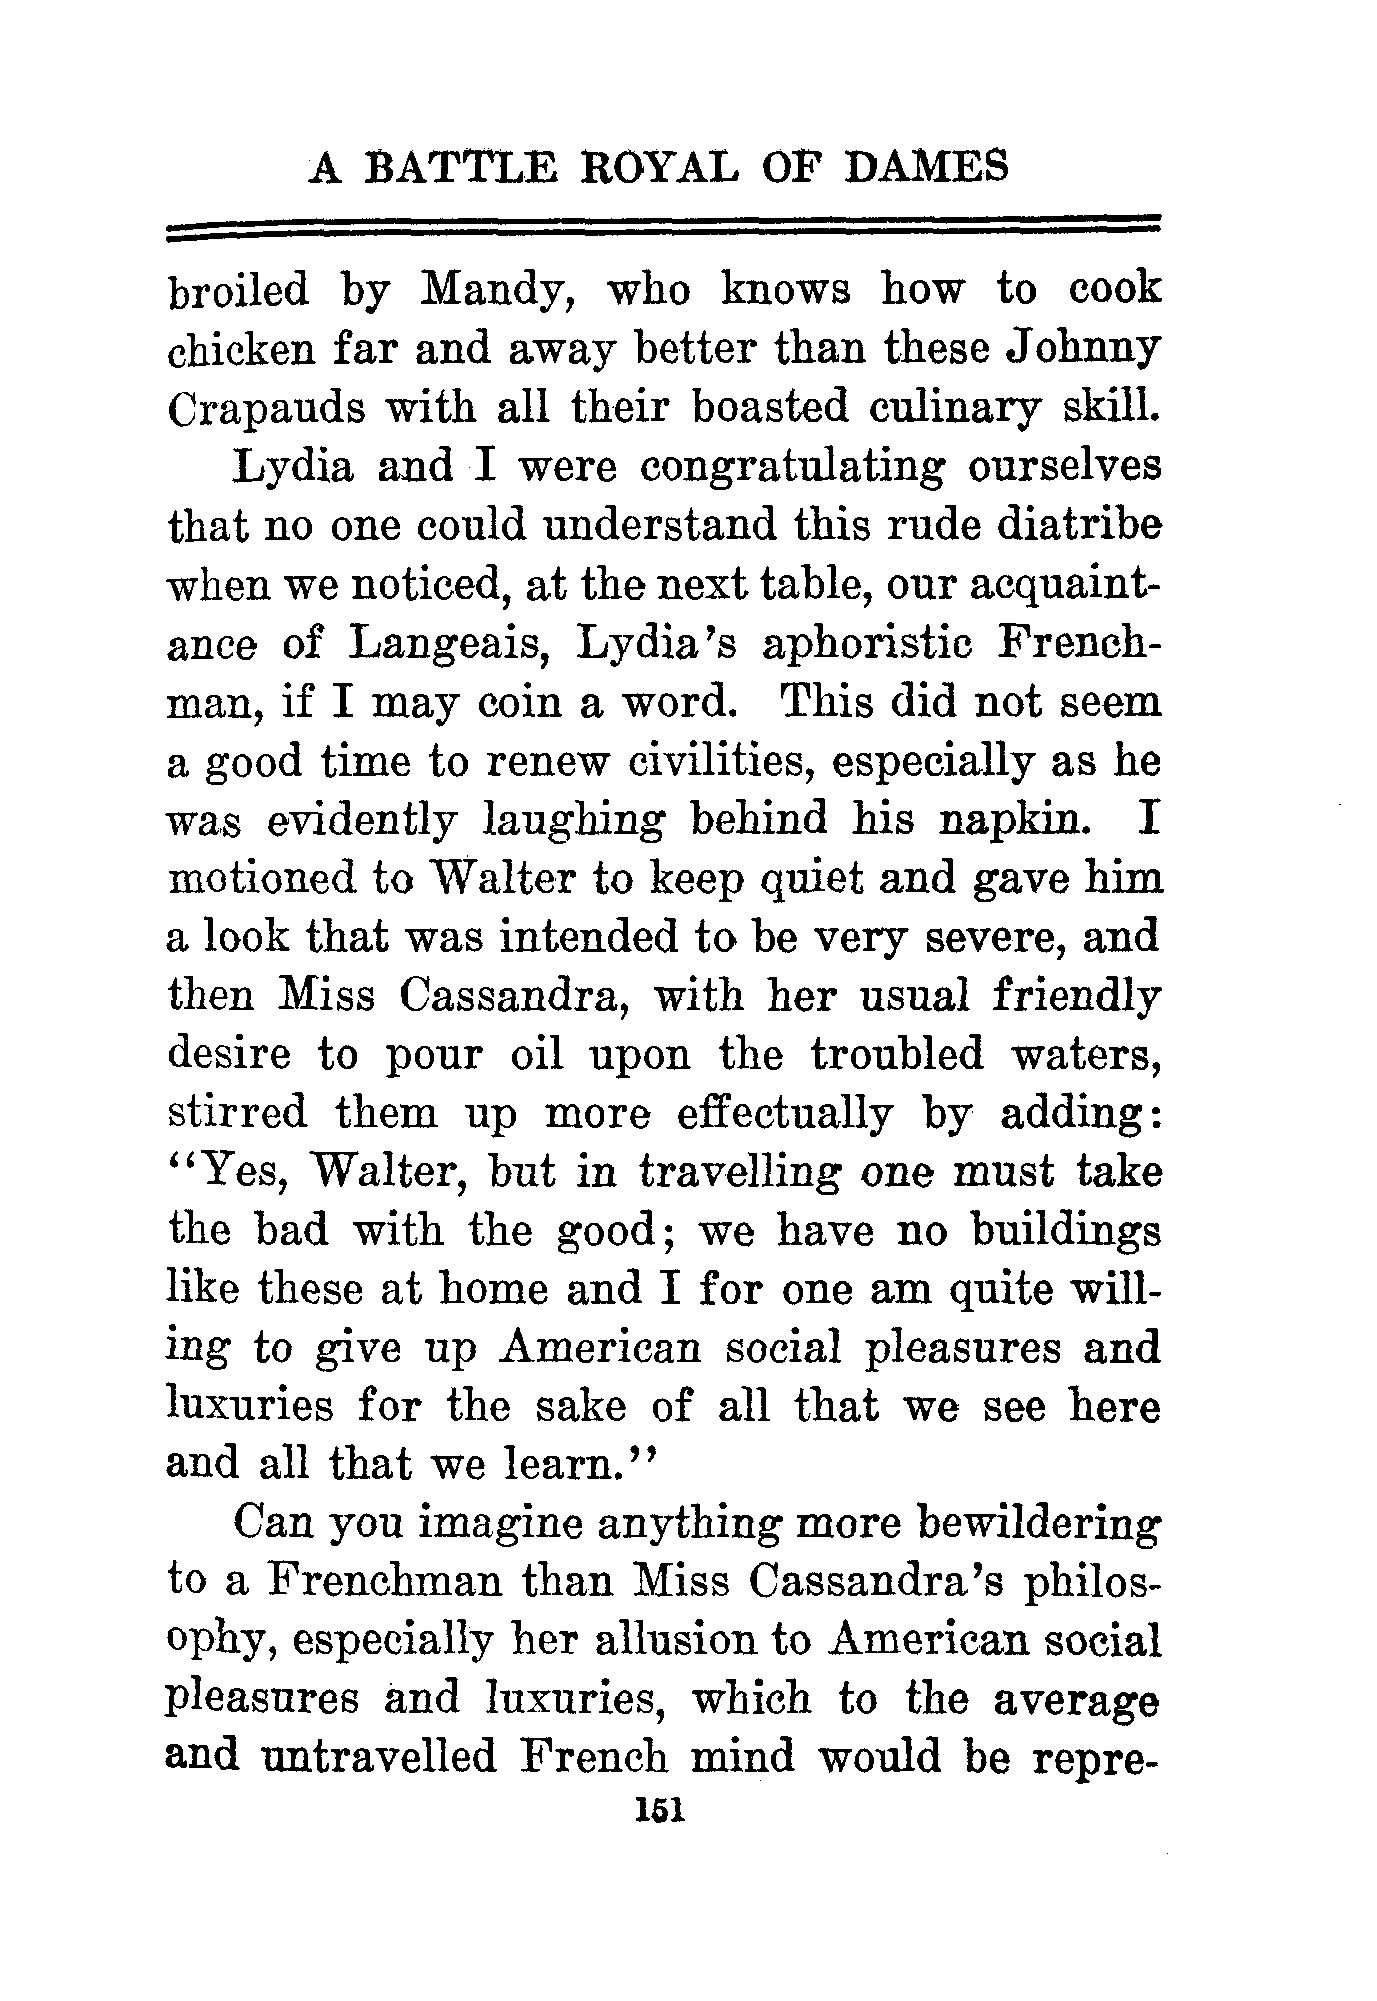 A BATTLE ROYAL OF DAMES
broiled by Mandy, who knows how to cook
chicken far and away better than these Johnny
Crapauds with all their boasted culinary skill.
Lydia and I were congratulating ourselves
that no one could understand this rude diatribe
when we noticed, at the next table, our acquaint-
ance of Langeais, Lydia's aphoristic French-
man, if I may coin a word. This did not seem
a good time to renew civilities, especially as he
was evidently laughing behind his napkin. I
motioned to Walter to keep quiet and gave him
a look that was intended to be very severe, and
then Miss Cassandra, with her usual friendly
desire to pour oil upon the troubled waters,
stirred them up more effectually by adding:
"Yes, Walter, but in travelling one must take
the bad with the good; we have no buildings
like these at home and I for one am quite will-
ing to give up American social pleasures and
luxuries for the sake of all that we see here
and all that we learn."
Can you imagine anything more bewildering
to a Frenchman than Miss Cassandra's philos-
ophy, especially her allusion to American social
pleasures and luxuries, which to the average
and untravelled French mind would be repre-
151